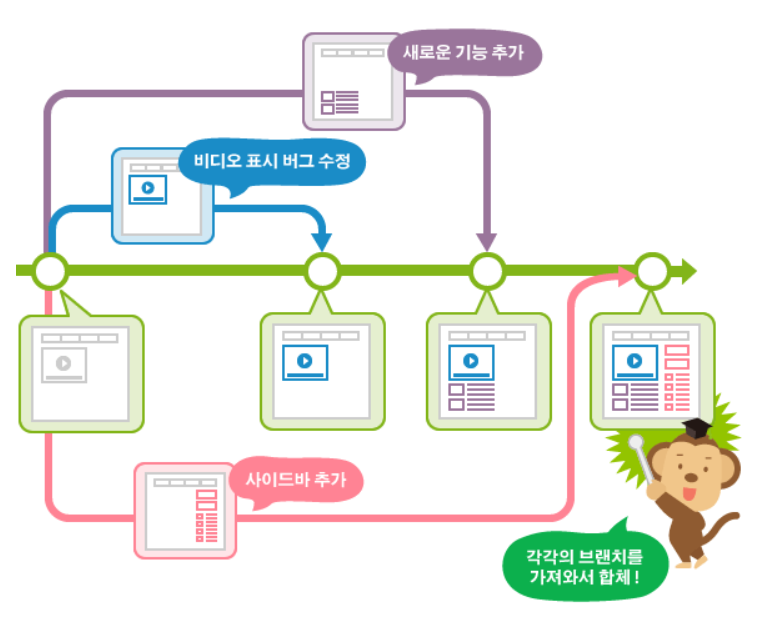 새로운 기능 추가
비디오 표시 버그 수정
사이드바 추가
각각의 브랜치를
가져와서 합체!